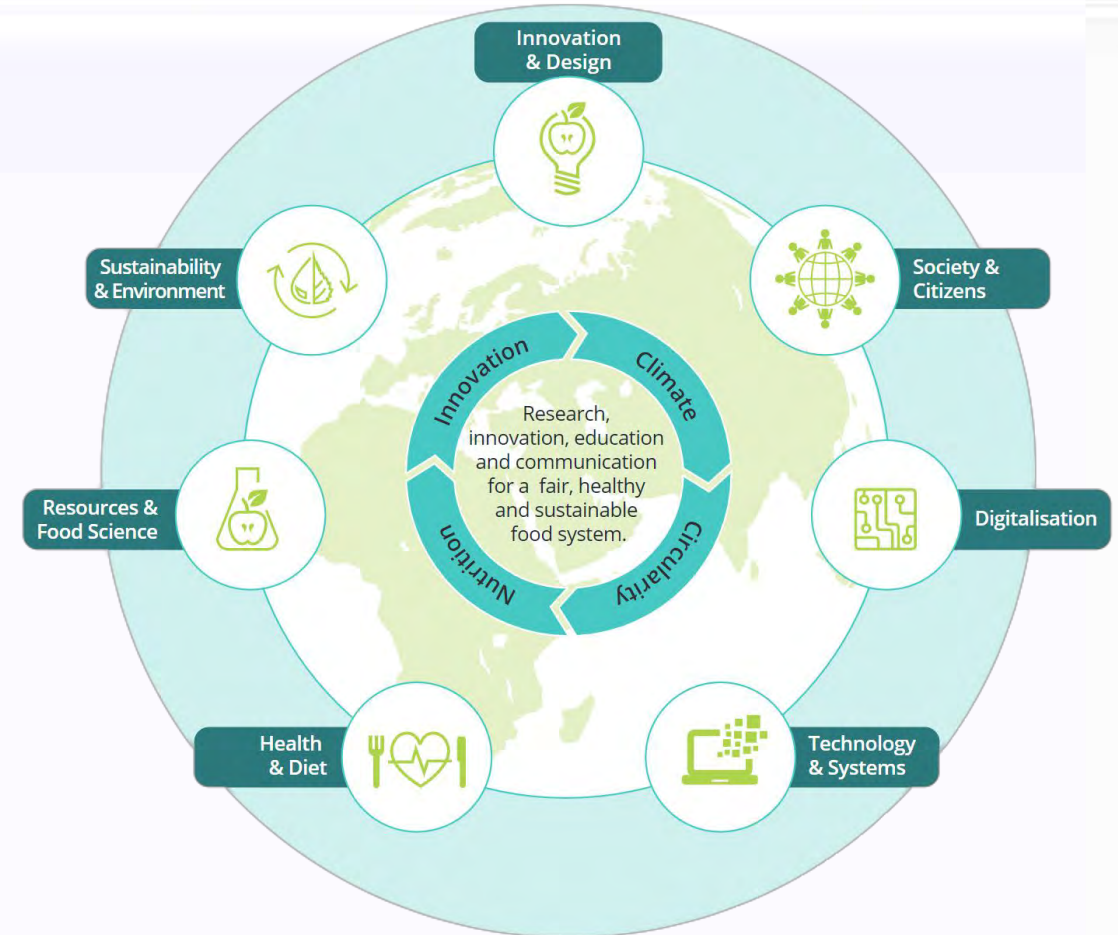 Innovation
& Design
Sustainability
& Environment
Society &
Citizens
Innovation
Climate
Research,
innovation, education
and communication
for a fair, healthy
and sustainable
food system.
Resources &
Food Science
Digitalisation
Nutrition
Circularity
Health
& Diet
Technology
& Systems